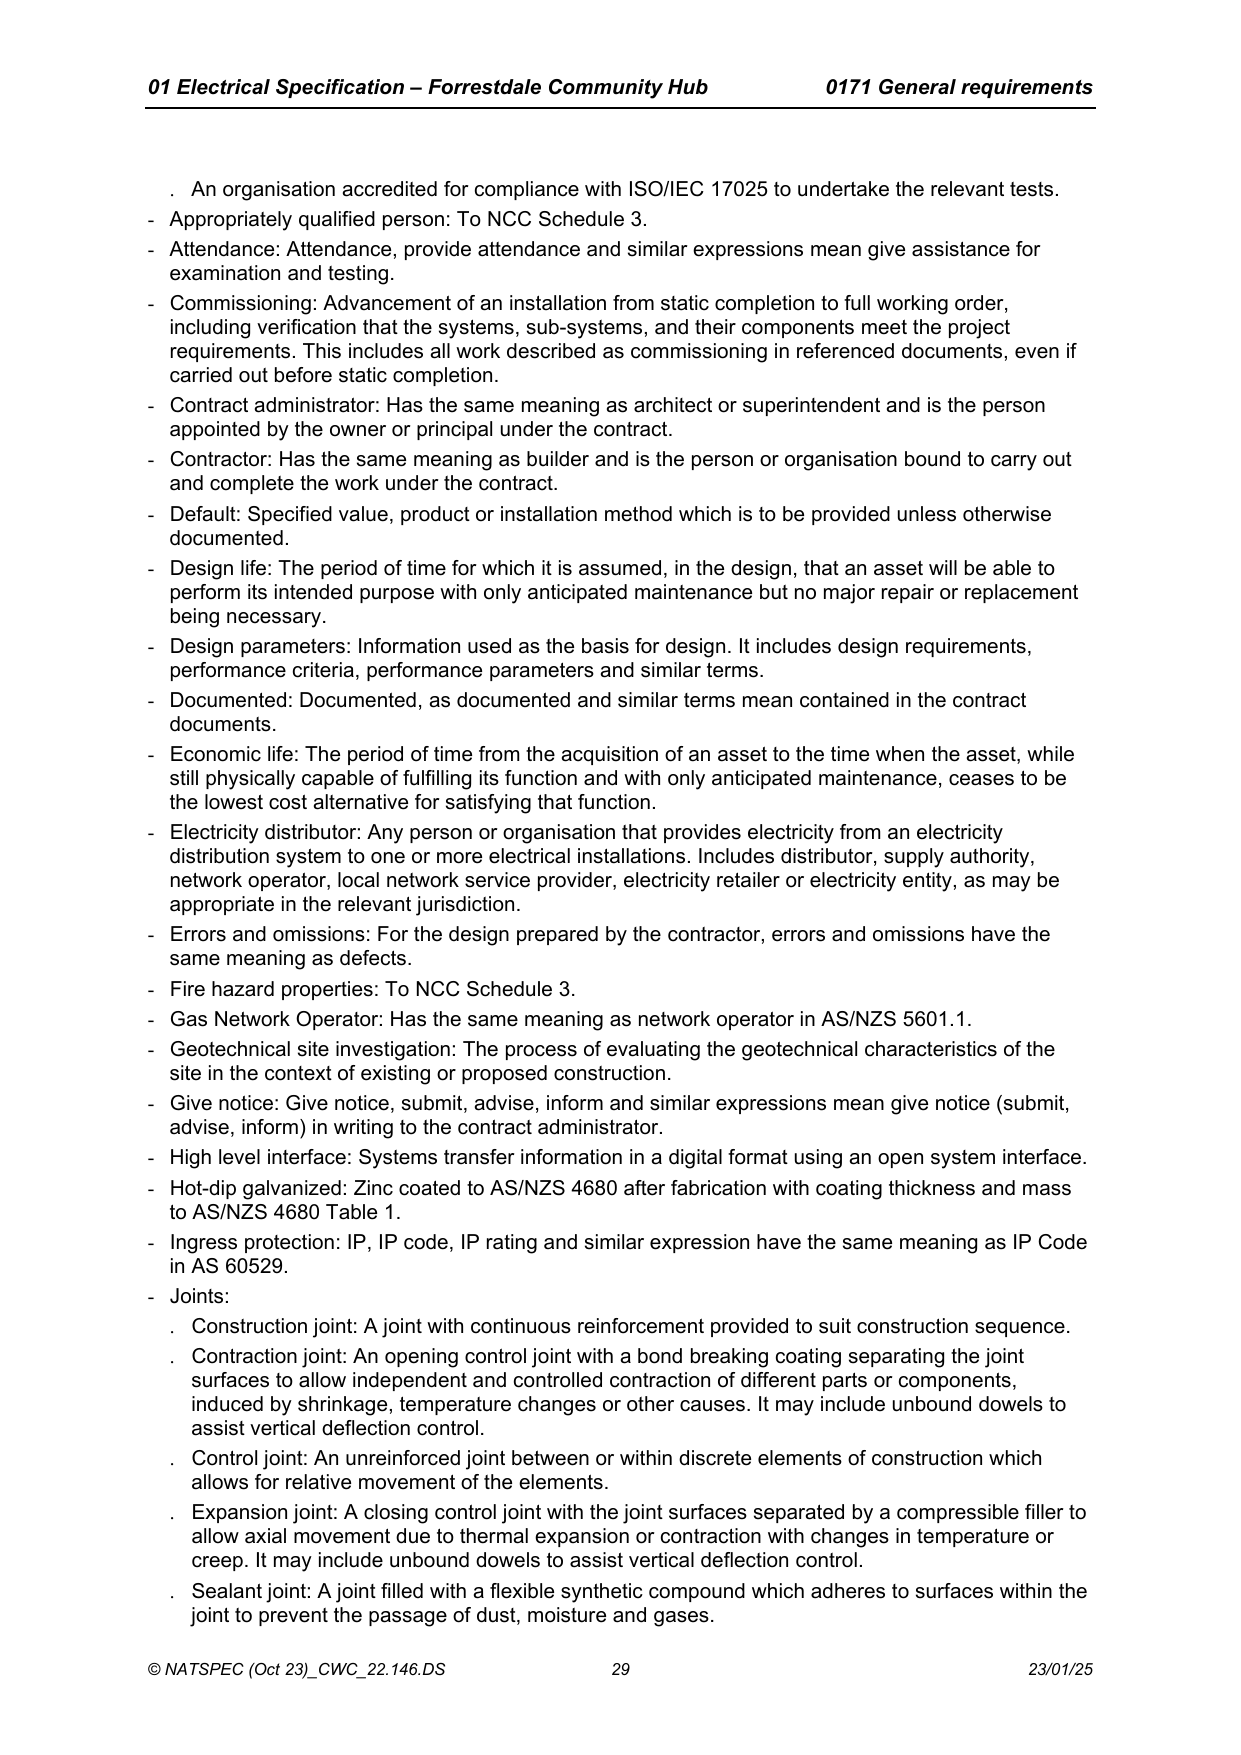 01 Electrical Specification – Forrestdale Community Hub 0171 General requirements
. An organisation accredited for compliance with ISO/IEC 17025 to undertake the relevant tests.
- Appropriately qualified person: To NCC Schedule 3.
- Attendance: Attendance, provide attendance and similar expressions mean give assistance for
examination and testing.
- Commissioning: Advancement of an installation from static completion to full working order,
including verification that the systems, sub-systems, and their components meet the project
requirements. This includes all work described as commissioning in referenced documents, even if
carried out before static completion.
- Contract administrator: Has the same meaning as architect or superintendent and is the person
appointed by the owner or principal under the contract.
- Contractor: Has the same meaning as builder and is the person or organisation bound to carry out
and complete the work under the contract.
- Default: Specified value, product or installation method which is to be provided unless otherwise
documented.
- Design life: The period of time for which it is assumed, in the design, that an asset will be able to
perform its intended purpose with only anticipated maintenance but no major repair or replacement
being necessary.
- Design parameters: Information used as the basis for design. It includes design requirements,
performance criteria, performance parameters and similar terms.
- Documented: Documented, as documented and similar terms mean contained in the contract
documents.
- Economic life: The period of time from the acquisition of an asset to the time when the asset, while
still physically capable of fulfilling its function and with only anticipated maintenance, ceases to be
the lowest cost alternative for satisfying that function.
- Electricity distributor: Any person or organisation that provides electricity from an electricity
distribution system to one or more electrical installations. Includes distributor, supply authority,
network operator, local network service provider, electricity retailer or electricity entity, as may be
appropriate in the relevant jurisdiction.
- Errors and omissions: For the design prepared by the contractor, errors and omissions have the
same meaning as defects.
- Fire hazard properties: To NCC Schedule 3.
- Gas Network Operator: Has the same meaning as network operator in AS/NZS 5601.1.
- Geotechnical site investigation: The process of evaluating the geotechnical characteristics of the
site in the context of existing or proposed construction.
- Give notice: Give notice, submit, advise, inform and similar expressions mean give notice (submit,
advise, inform) in writing to the contract administrator.
- High level interface: Systems transfer information in a digital format using an open system interface.
- Hot-dip galvanized: Zinc coated to AS/NZS 4680 after fabrication with coating thickness and mass
to AS/NZS 4680 Table 1.
- Ingress protection: IP, IP code, IP rating and similar expression have the same meaning as IP Code
in AS 60529.
- Joints:
. Construction joint: A joint with continuous reinforcement provided to suit construction sequence.
. Contraction joint: An opening control joint with a bond breaking coating separating the joint
surfaces to allow independent and controlled contraction of different parts or components,
induced by shrinkage, temperature changes or other causes. It may include unbound dowels to
assist vertical deflection control.
. Control joint: An unreinforced joint between or within discrete elements of construction which
allows for relative movement of the elements.
. Expansion joint: A closing control joint with the joint surfaces separated by a compressible filler to
allow axial movement due to thermal expansion or contraction with changes in temperature or
creep. It may include unbound dowels to assist vertical deflection control.
. Sealant joint: A joint filled with a flexible synthetic compound which adheres to surfaces within the
joint to prevent the passage of dust, moisture and gases.
© NATSPEC (Oct 23)_CWC_22.146.DS 29 23/01/25